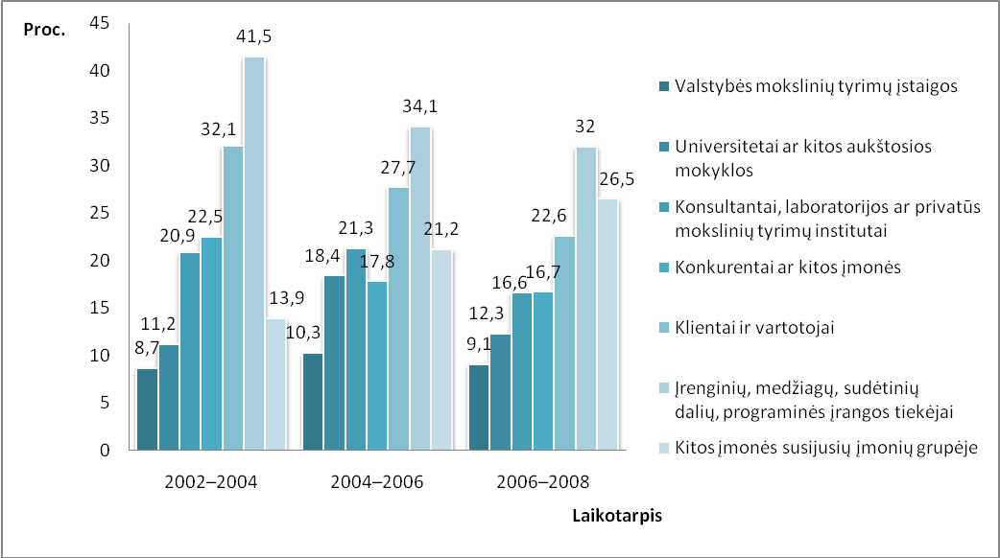 Proc.
45
40
35
30
25
20
15
10
5
0
8,7
11,2
20,9
22,5
32,1
41,5
13,9
10,3
18,4
21,3
17,8
27,7
34,1
21,2
9,1
12,3
16,6
16,7
22,6
32
26,5
2002–2004
2004–2006
2006–2008
Laikotarpis
Valstybės mokslinių tyrimų įstaigos
Universitetai ar kitos aukštosios
mokyklos
Konsultantai, laboratorijos ar privatūs
mokslinių tyrimų institutai
Konkurentai ar kitos įmonės
Klientai ir vartotojai
Įrenginių, medžiagų, sudėtinių
dalių, programinės įrangos tiekėjai
Kitos įmonės susijusių įmonių grupėje